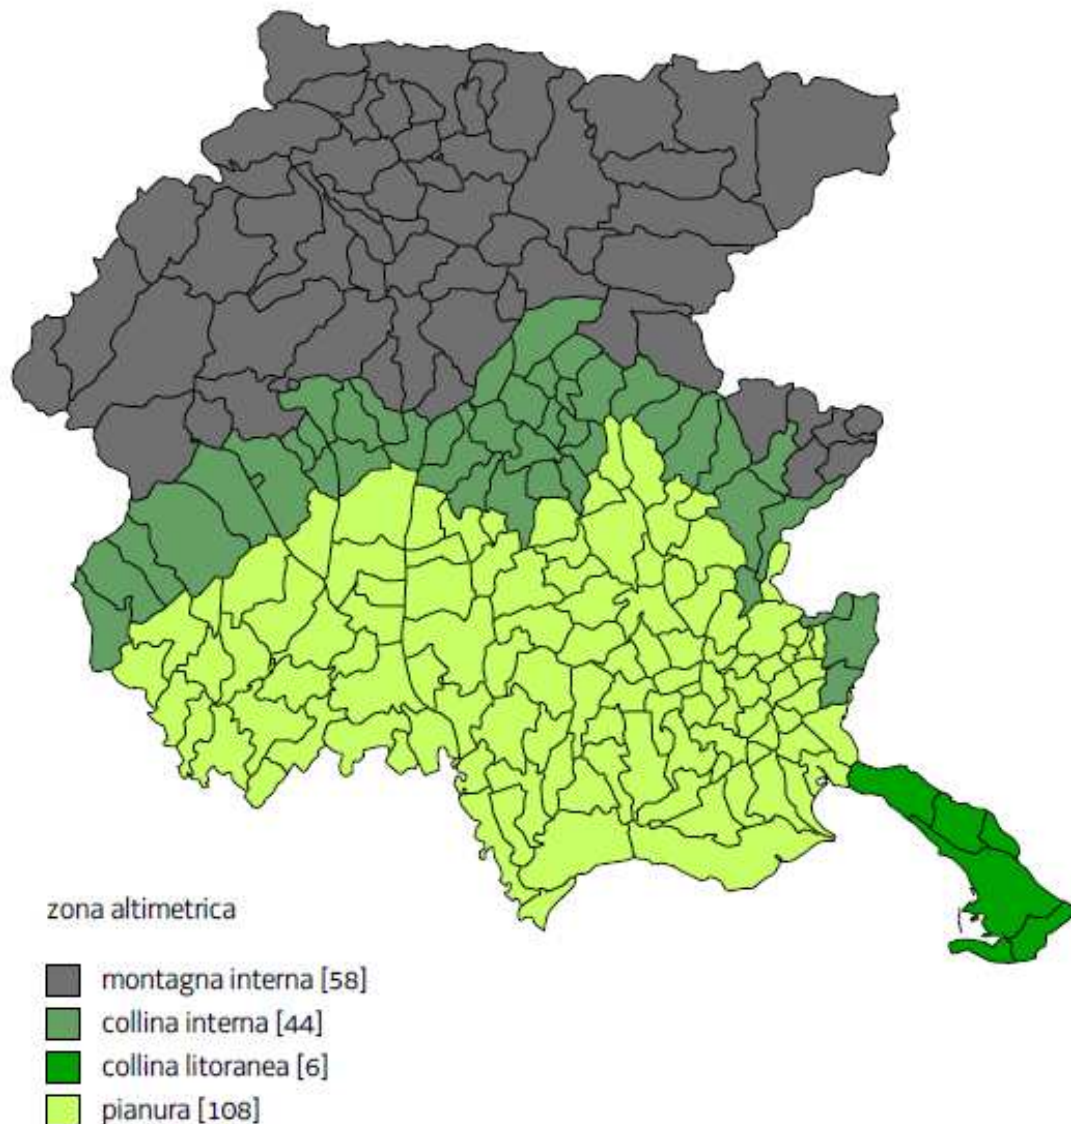 zona altimetrica
montagna interna [58]
collina interna [44]
collina litoranea [6]
pianura [108]